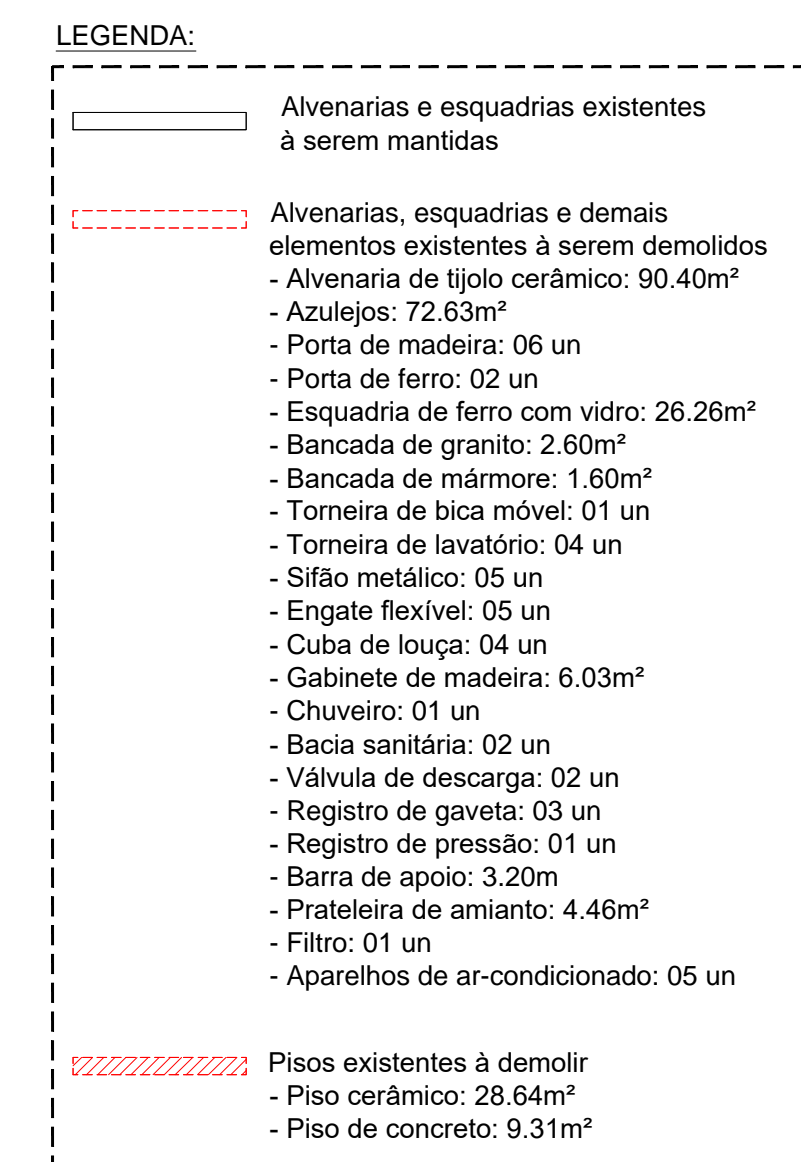 LEGENDA:
Alvenarias e esquadrias existentes
à serem mantidas
Alvenarias, esquadrias e demais
elementos existentes à serem demolidos
- Alvenaria de tijolo cerâmico: 90.40m²
- Azulejos: 72.63m²
- Porta de madeira: 06 un
- Porta de ferro: 02 un
- Esquadria de ferro com vidro: 26.26m²
- Bancada de granito: 2.60m²
- Bancada de mármore: 1.60m²
- Torneira de bica móvel: 01 un
- Torneira de lavatório: 04 un
- Sifão metálico: 05 un
- Engate flexível: 05 un
- Cuba de louça: 04 un
- Gabinete de madeira: 6.03m²
- Chuveiro: 01 un
- Bacia sanitária: 02 un
- Válvula de descarga: 02 un
- Registro de gaveta: 03 un
- Registro de pressão: 01 un
- Barra de apoio: 3.20m
- Prateleira de amianto: 4.46m²
- Filtro: 01 un
- Aparelhos de ar-condicionado: 05 un
Pisos existentes à demolir
- Piso cerâmico: 28.64m²
- Piso de concreto: 9.31m²